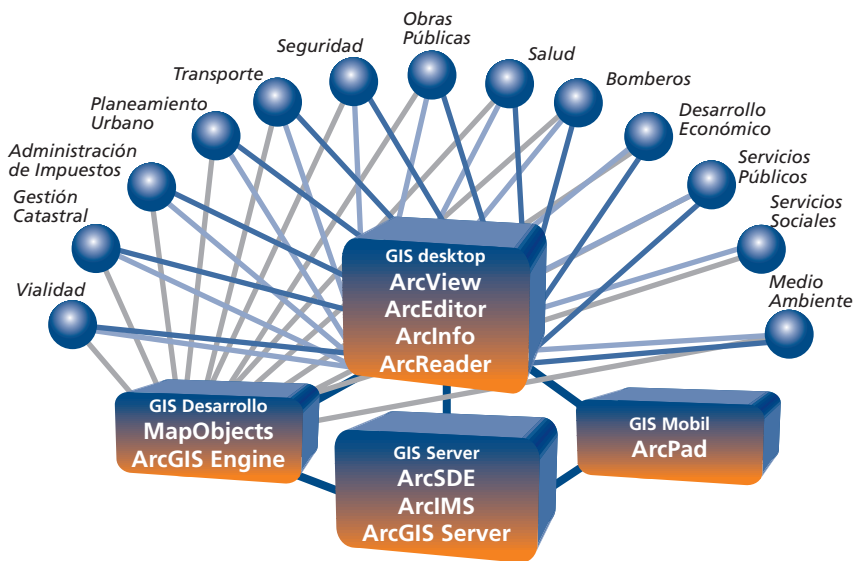 Obras
Públicas
Seguridad
Salud
Transporte
Bomberos
Planeamiento
Urbano
Desarrollo
Económico
Administración
de Impuestos
Servicios
Públicos
Gestión
Catastral
Servicios
Sociales
Vialidad
Medio
Ambiente
GIS desktop
ArcView
ArcEditor
ArcInfo
ArcReader
GIS Desarrollo
MapObjects
ArcGIS Engine
GIS Server
ArcSDE
ArcIMS
ArcGIS Server
GIS Mobil
ArcPad